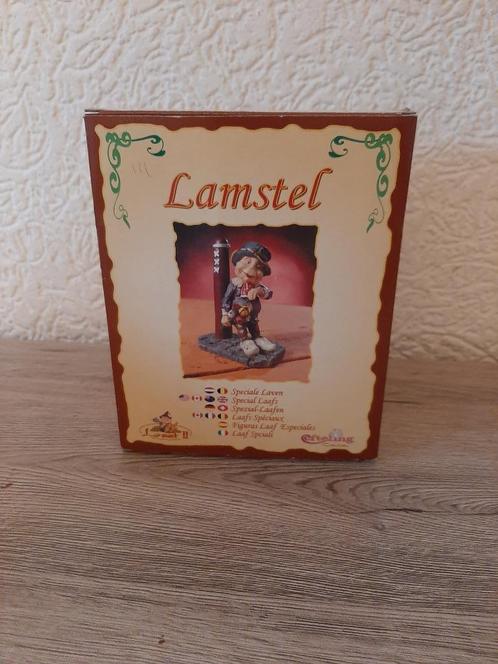 Lamstel
Speciale Laven
Special Laafs
Spezial-Laafen
Laafs Spéciaux
Figuras Laaf Especiales
Laaf Speciali
Efteling